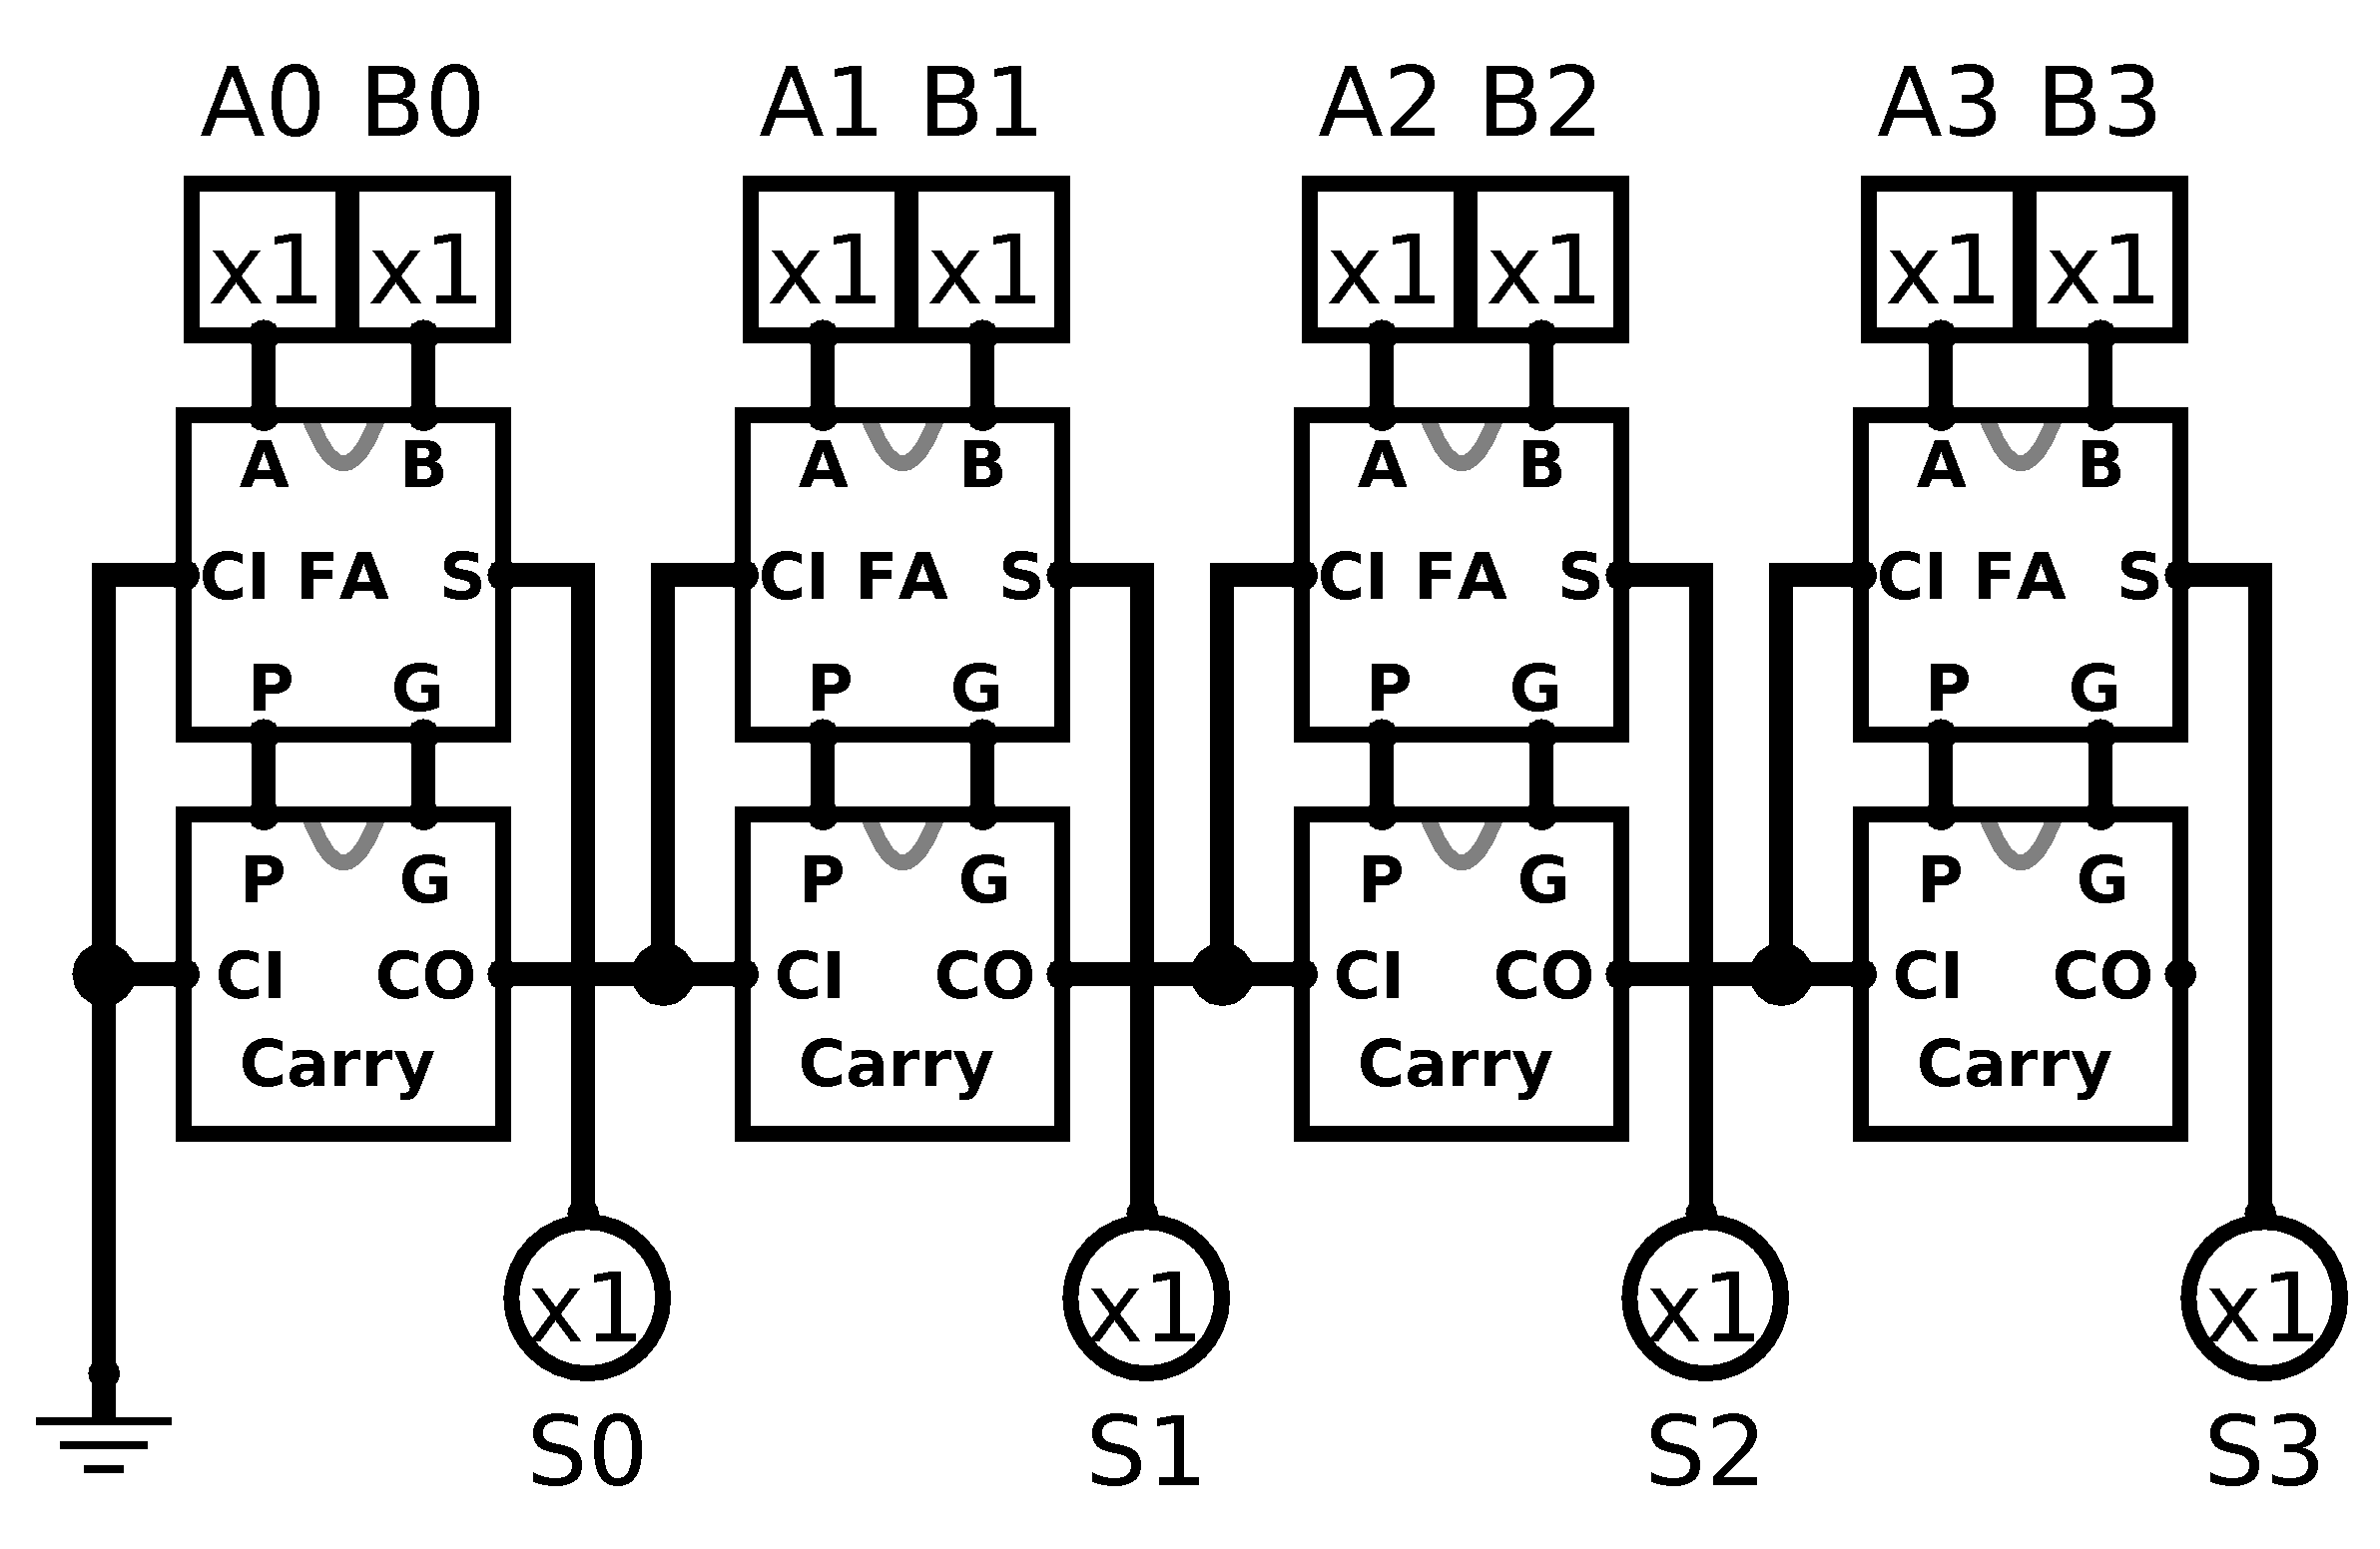 A0 B0 A1 B1 A2 B2 A3 B3
x1 x1 x1 x1 x1 x1 x1 x1
A B A B A B A B
CI FA S CI FA S CI FA S CI FA S
P G P G P G P G
P G P G P G P G
CI CO CI CO CI CO CI CO
Carry Carry Carry Carry
x1 x1 x1 x1
S0 S1 S2 S3